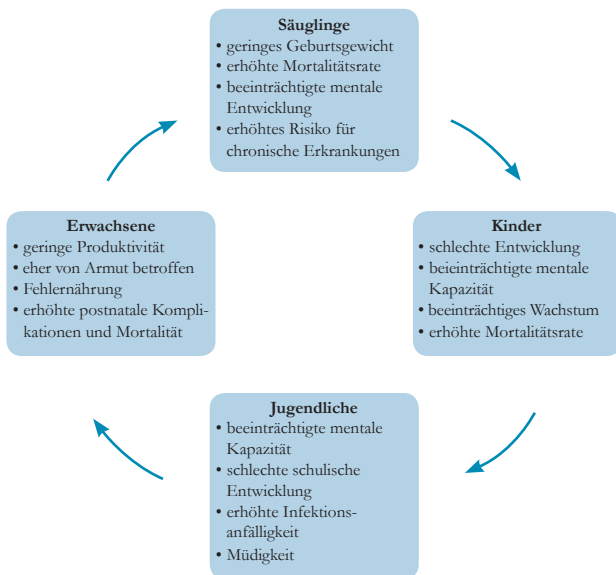 Säuglinge
• geringes Geburtsgewicht
• erhöhte Mortalitätsrate
• beeinträchtigte mentale
Entwicklung
• erhöhtes Risiko für
chronische Erkrankungen
Erwachsene
• geringe Produktivität
• eher von Armut betroffen
• Fehlernährung
• erhöhte postnatale Kompli-
kationen und Mortalität
Kinder
• schlechte Entwicklung
• beieinträchtigte mentale
Kapazität
• beeinträchtiges Wachstum
• erhöhte Mortalitätsrate
Jugendliche
• beeinträchtigte mentale
Kapazität
• schlechte schulische
Entwicklung
• erhöhte Infektions-
anfälligkeit
• Müdigkeit